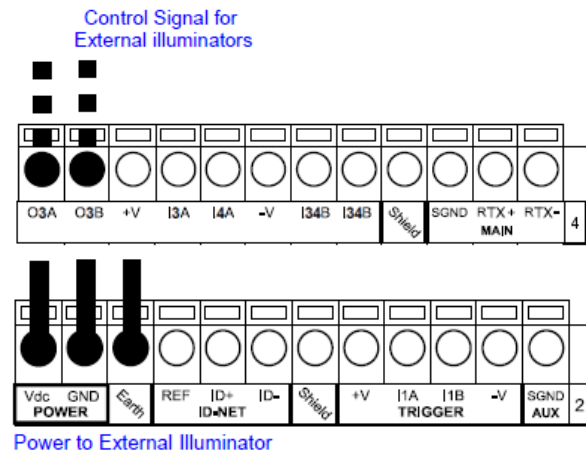 Control Signal for
External illuminators
O3A O3B +V I3A I4A -V I34B I34B Shield SGND RTX+ RTX-
MAIN
4
Vdc GND Earth REF ID+ ID- Shield +V I1A I1B -V SGND
POWER ID-NET TRIGGER AUX
2
Power to External Illuminator